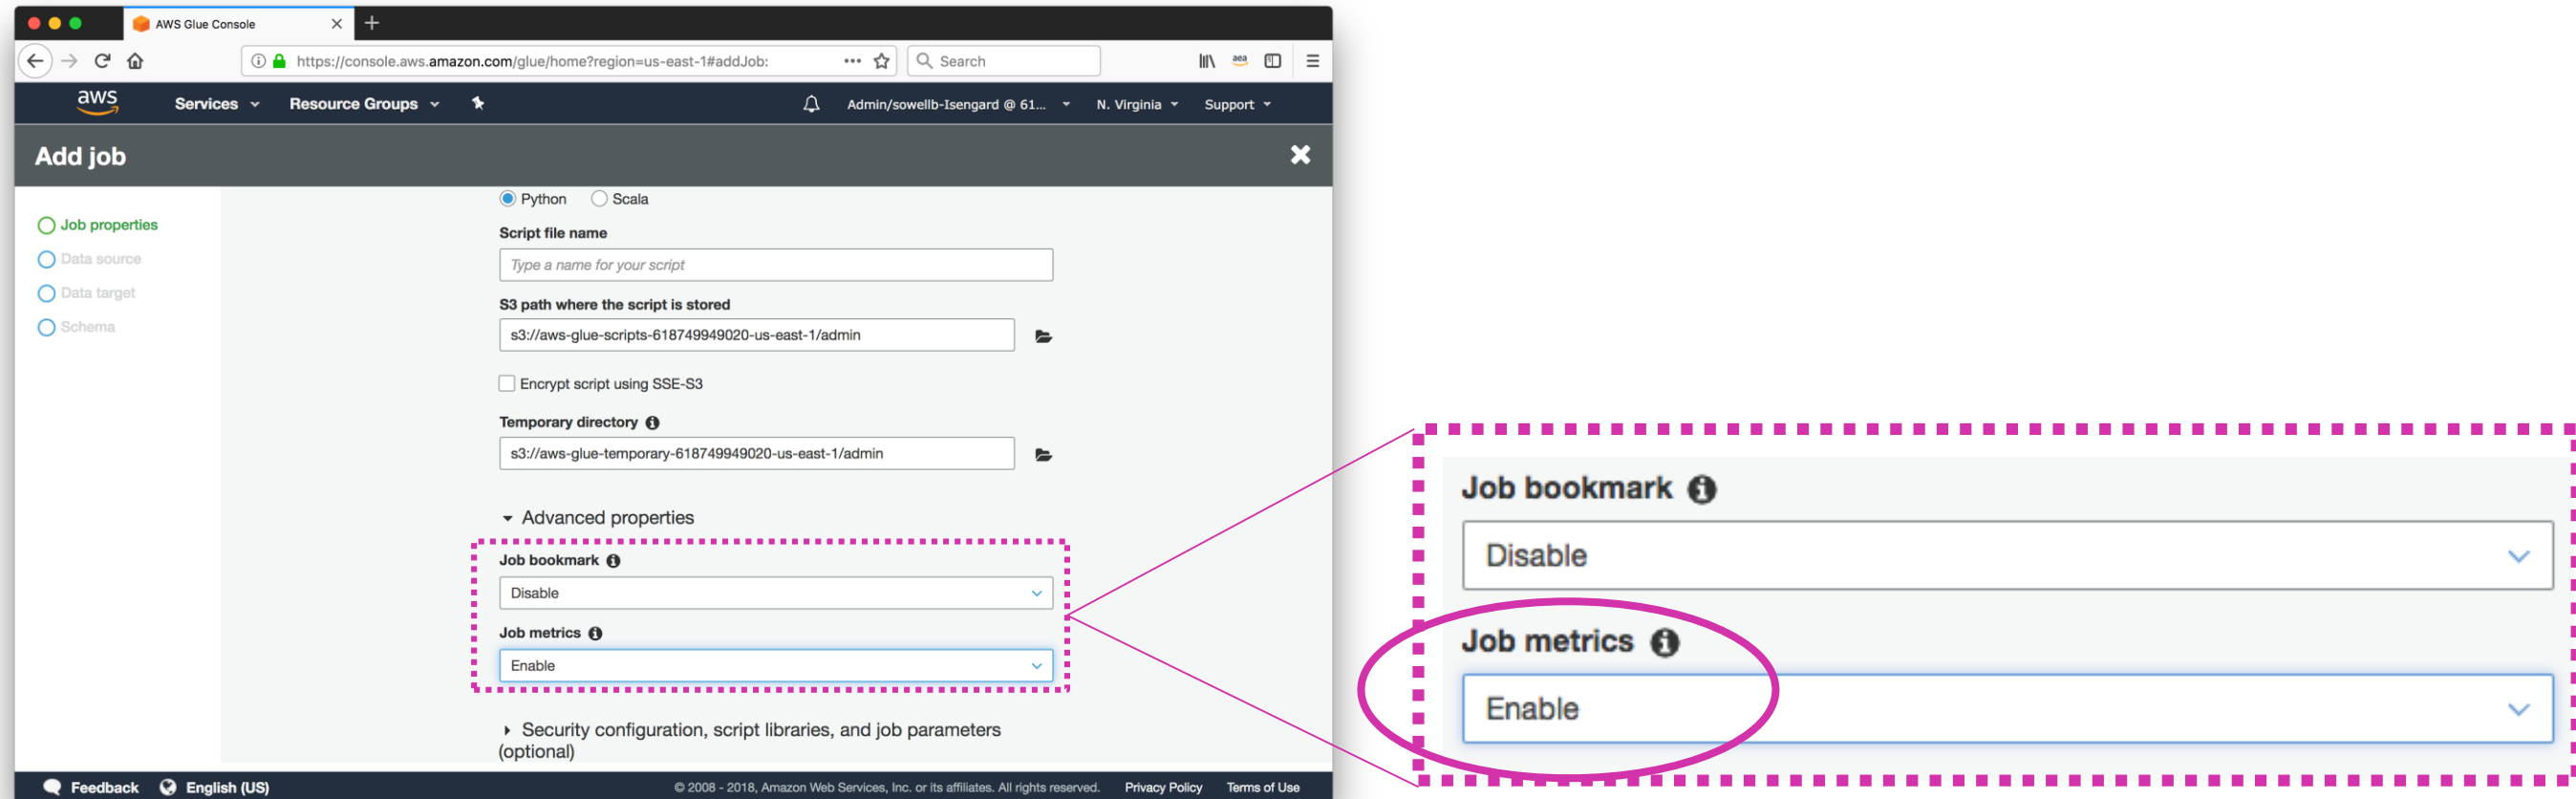 AWS Glue Console
https://console.aws.amazon.com/glue/home?region=us-east-1#addJob:
Search
aws Services Resource Groups Admin/sowellb-Isengard @ 61... N. Virginia Support
Add job
Job properties
Data source
Data target
Schema
Python Scala
Script file name
Type a name for your script
S3 path where the script is stored
s3://aws-glue-scripts-618749949020-us-east-1/admin
Encrypt script using SSE-S3
Temporary directory
s3://aws-glue-temporary-618749949020-us-east-1/admin
Advanced properties
Job bookmark
Disable
Job metrics
Enable
Security configuration, script libraries, and job parameters
(optional)
Feedback English (US) © 2008 - 2018, Amazon Web Services, Inc. or its affiliates. All rights reserved. Privacy Policy Terms of Use
Job bookmark
Disable
Job metrics
Enable